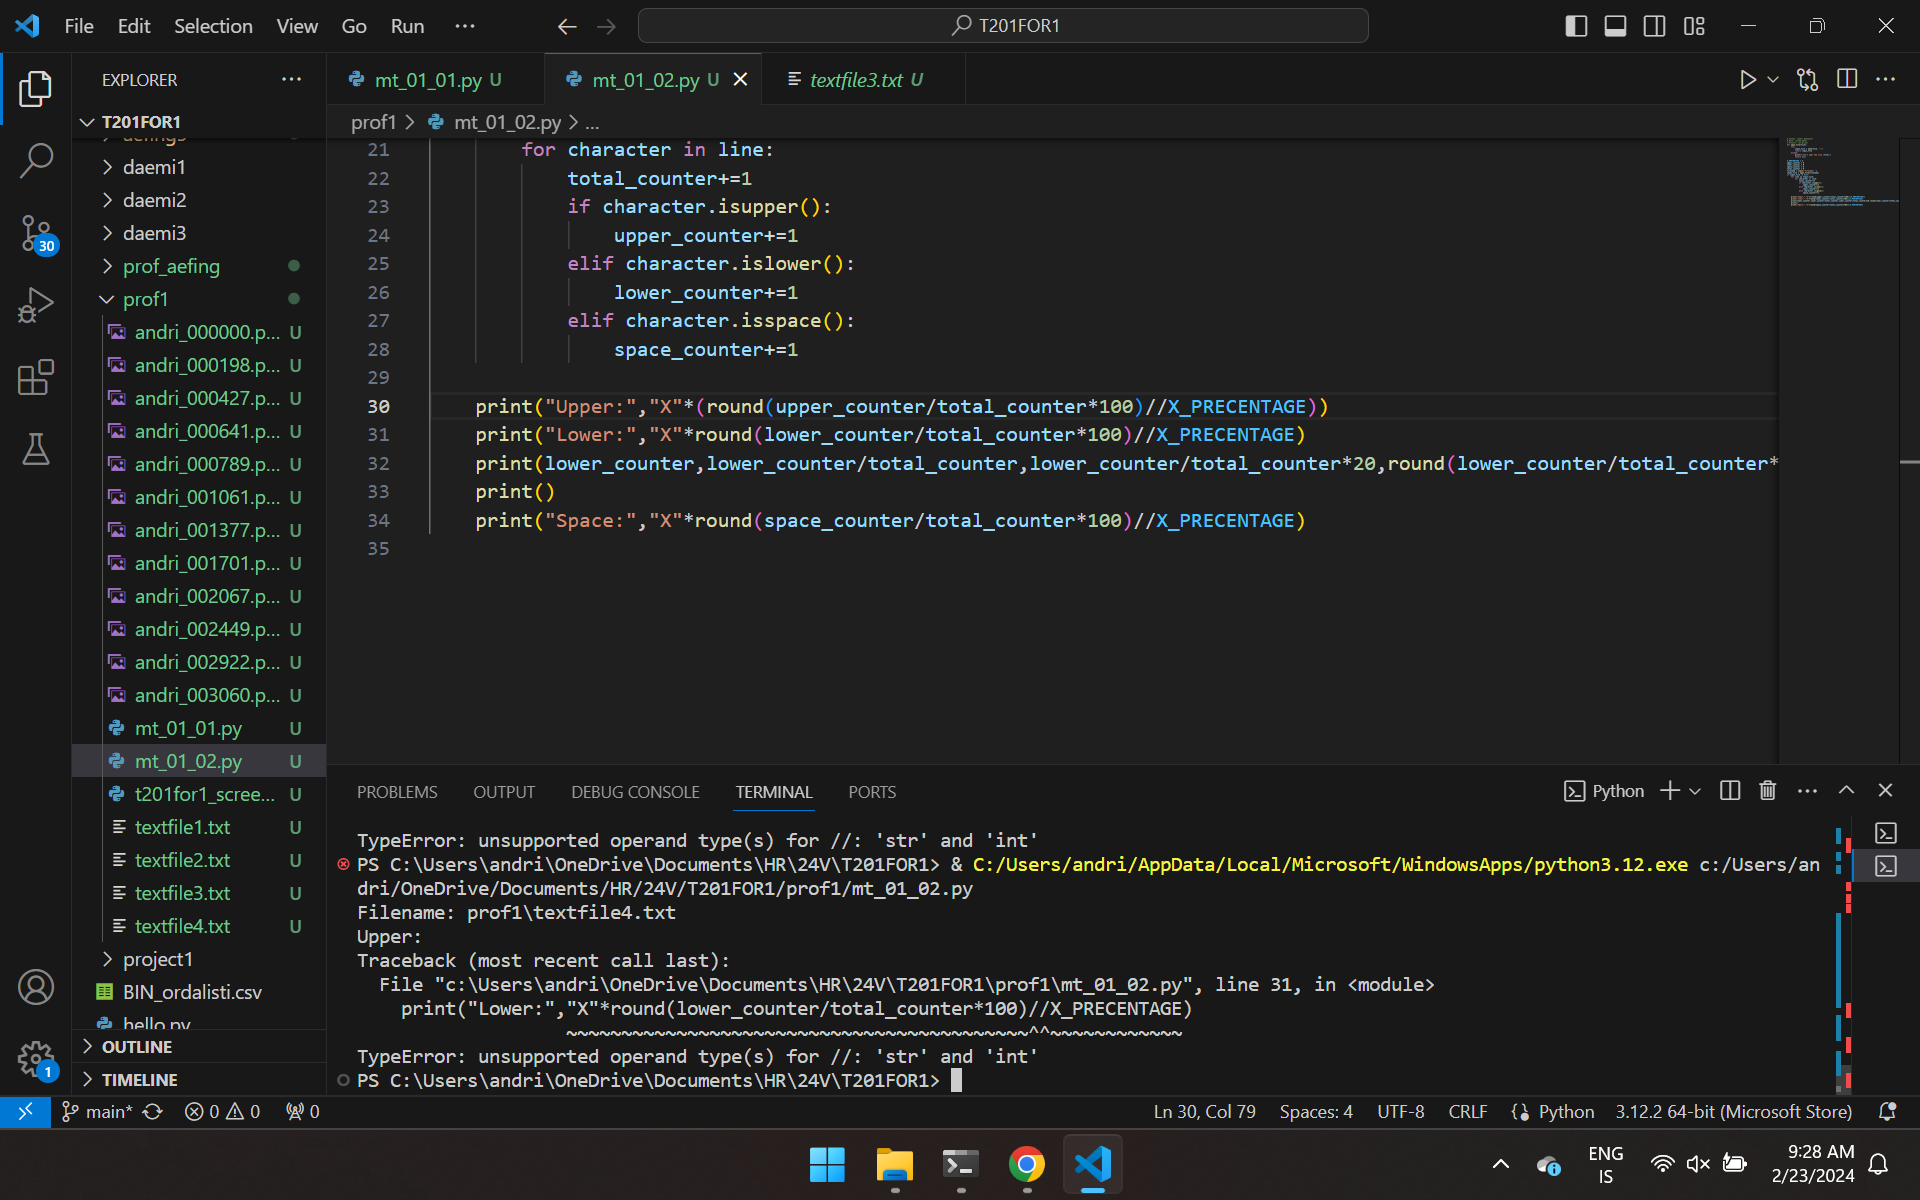 File Edit Selection View Go Run ···
T201FOR1
EXPLORER ···
T201FOR1
daemi1
daemi2
daemi3
prof_aefing
prof1
andri_000000.p... U
andri_000198.p... U
andri_000427.p... U
andri_000641.p... U
andri_000789.p... U
andri_001061.p... U
andri_001377.p... U
andri_001701.p... U
andri_002067.p... U
andri_002449.p... U
andri_002922.p... U
andri_003060.p... U
mt_01_01.py U
mt_01_02.py U
t201for1_scree... U
textfile1.txt U
textfile2.txt U
textfile3.txt U
textfile4.txt U
project1
BIN_ordalisti.csv
hello.py
OUTLINE
TIMELINE
30
1
mt_01_01.py U
mt_01_02.py U
textfile3.txt U
prof1 > mt_01_02.py > ...
21 for character in line:
22 total_counter+=1
23 if character.isupper():
24 upper_counter+=1
25 elif character.islower():
26 lower_counter+=1
27 elif character.isspace():
28 space_counter+=1
29
30 print("Upper:","X"*(round(upper_counter/total_counter*100)//X_PRECENTAGE))
31 print("Lower:","X"*round(lower_counter/total_counter*100)//X_PRECENTAGE)
32 print(lower_counter,lower_counter/total_counter,lower_counter/total_counter*20,round(lower_counter/total_counter*
33 print()
34 print("Space:","X"*round(space_counter/total_counter*100)//X_PRECENTAGE)
35
PROBLEMS OUTPUT DEBUG CONSOLE TERMINAL PORTS
Python
TypeError: unsupported operand type(s) for //: 'str' and 'int'
PS C:\Users\andri\OneDrive\Documents\HR\24V\T201FOR1> & C:/Users/andri/AppData/Local/Microsoft/WindowsApps/python3.12.exe c:/Users/an
dri/OneDrive/Documents/HR/24V/T201FOR1/prof1/mt_01_02.py
Filename: prof1\textfile4.txt
Upper:
Traceback (most recent call last):
File "c:\Users\andri\OneDrive\Documents\HR\24V\T201FOR1\prof1\mt_01_02.py", line 31, in <module>
print("Lower:","X"*round(lower_counter/total_counter*100)//X_PRECENTAGE)
~~~~~~~~~~~~~~~~~~~~~~~~~~~~~~~~~~~~~~~~~~^^~~~~~~~~~~~~
TypeError: unsupported operand type(s) for //: 'str' and 'int'
PS C:\Users\andri\OneDrive\Documents\HR\24V\T201FOR1>
main* 0 0 0
Ln 30, Col 79 Spaces: 4 UTF-8 CRLF Python 3.12.2 64-bit (Microsoft Store)
ENG
IS
9:28 AM
2/23/2024